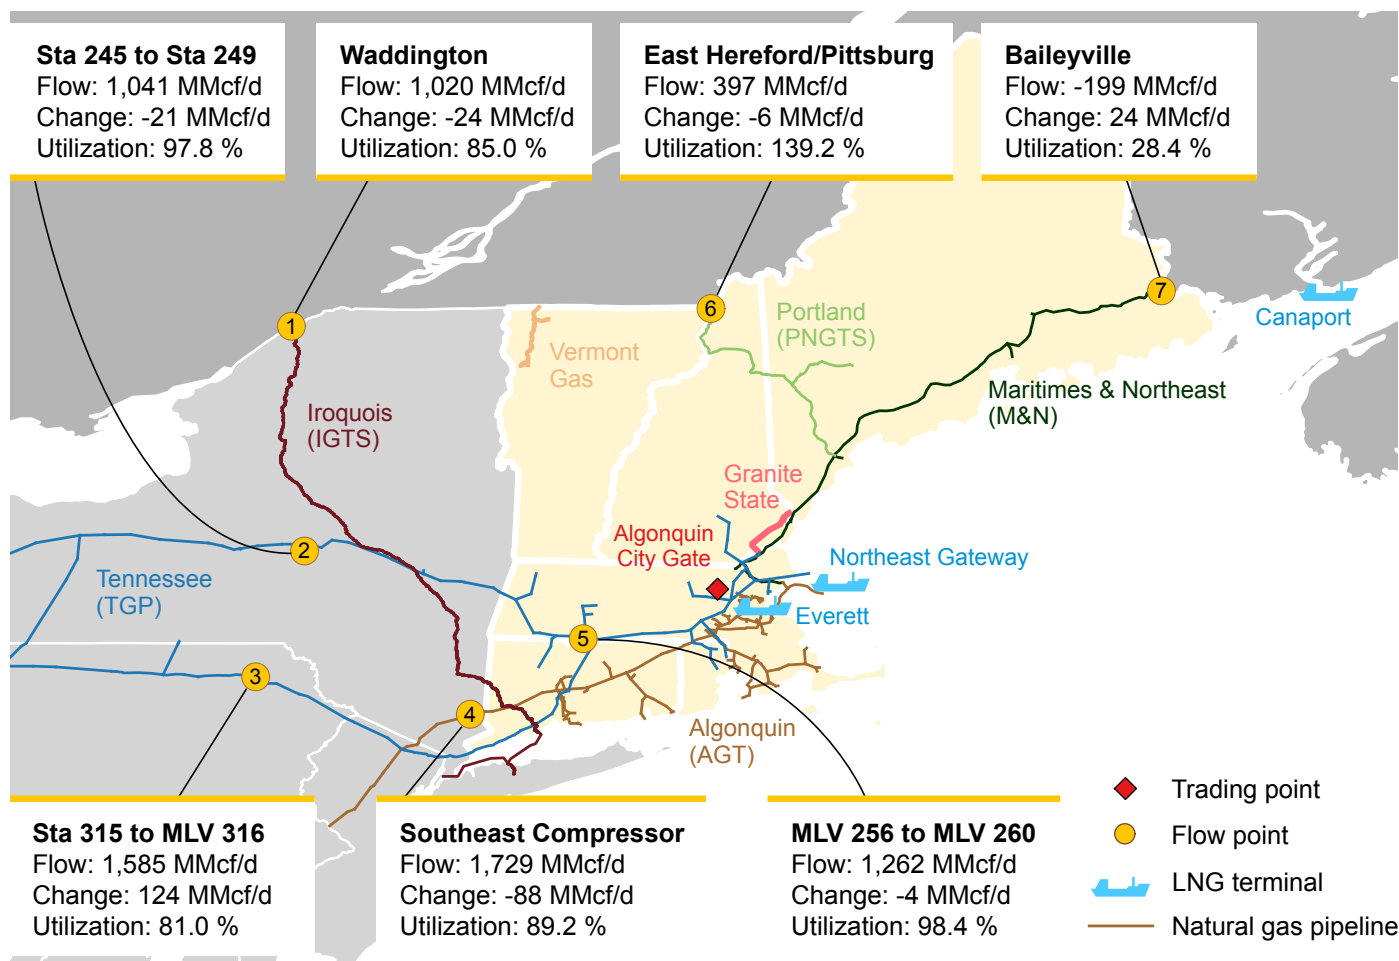 Sta 245 to Sta 249
Flow: 1,041 MMcf/d
Change: -21 MMcf/d
Utilization: 97.8 %
Waddington
Flow: 1,020 MMcf/d
Change: -24 MMcf/d
Utilization: 85.0 %
East Hereford/Pittsburg
Flow: 397 MMcf/d
Change: -6 MMcf/d
Utilization: 139.2 %
Baileyville
Flow: -199 MMcf/d
Change: 24 MMcf/d
Utilization: 28.4 %
1
6
7
Canaport
Portland
(PNGTS)
Vermont
Gas
Maritimes & Northeast
(M&N)
Iroquois
(IGTS)
Granite
State
Algonquin
City Gate
2
Northeast Gateway
Tennessee
(TGP)
Everett
5
3
4
Algonquin
(AGT)
Sta 315 to MLV 316
Flow: 1,585 MMcf/d
Change: 124 MMcf/d
Utilization: 81.0 %
Southeast Compressor
Flow: 1,729 MMcf/d
Change: -88 MMcf/d
Utilization: 89.2 %
MLV 256 to MLV 260
Flow: 1,262 MMcf/d
Change: -4 MMcf/d
Utilization: 98.4 %
Trading point
Flow point
LNG terminal
Natural gas pipeline